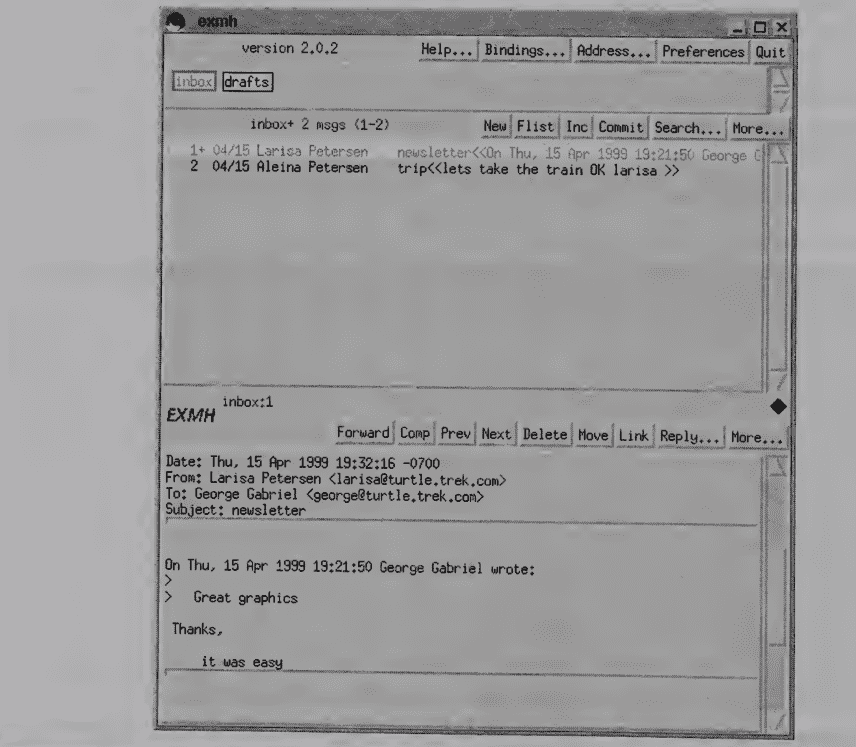 exmh
version 2.0.2 Help... Bindings... Address... Preferences Quit
inbox drafts
inbox+ 2 msgs (1-2) New Flist Inc Commit Search... More...
1+ 04/15 Larisa Petersen newsletter<<On Thu, 15 Apr 1999 19:21:50 George G
2 04/15 Aleina Petersen trip<<lets take the train OK larisa >>
inbox:1
EXMH
Forward Comp Prev Next Delete Move Link Reply... More...
Date: Thu, 15 Apr 1999 19:32:16 -0700
From: Larisa Petersen <larisa@turtle.trek.com>
To: George Gabriel <george@turtle.trek.com>
Subject: newsletter
On Thu, 15 Apr 1999 19:21:50 George Gabriel wrote:
>
> Great graphics
Thanks,
it was easy